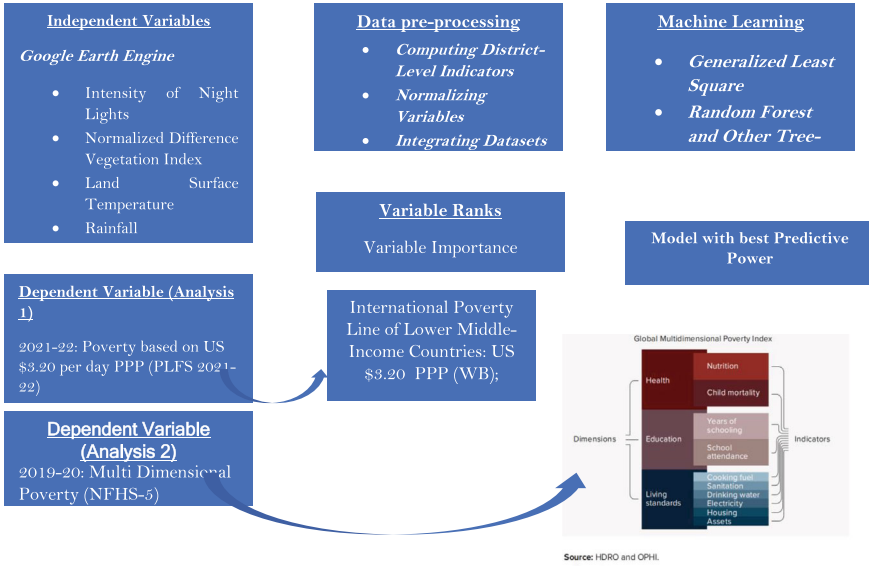 Independent Variables
Google Earth Engine
• Intensity of Night
Lights
• Normalized Difference
Vegetation Index
• Land Surface
Temperature
• Rainfall
Data pre-processing
• Computing District-
Level Indicators
• Normalizing
Variables
• Integrating Datasets
Machine Learning
• Generalized Least
Square
• Random Forest
and Other Tree-
Variable Ranks
Variable Importance
Model with best Predictive
Power
Dependent Variable (Analysis
1)
2021-22: Poverty based on US
$3.20 per day PPP (PLFS 2021-
22)
International Poverty
Line of Lower Middle-
Income Countries: US
$3.20 PPP (WB);
Dependent Variable
(Analysis 2)
2019-20: Multi Dimensional
Poverty (NFHS-5)
Global Multidimensional Poverty Index
Dimensions
Health
Nutrition
Child mortality
Education
Years of
schooling
School
attendance
Living
standards
Cooking fuel
Sanitation
Drinking water
Electricity
Housing
Assets
Indicators
Source: HDRO and OPHI.